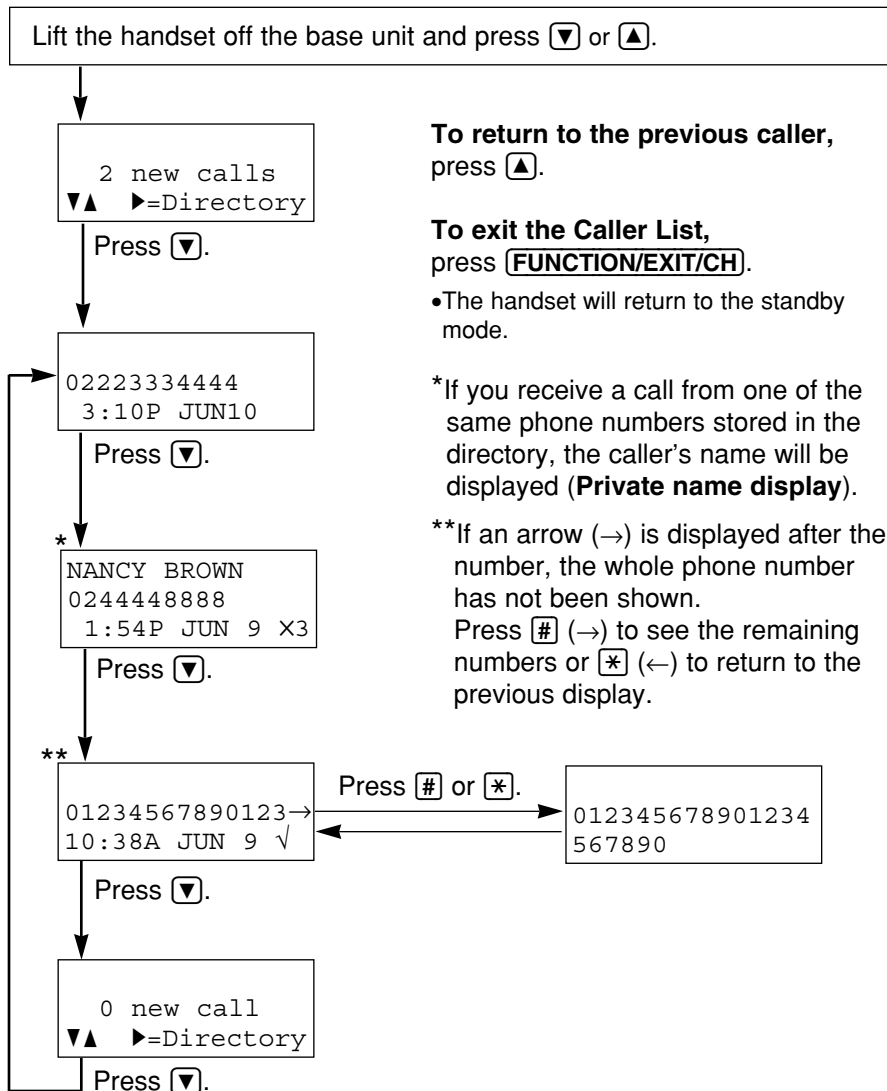 Lift the handset off the base unit and press ▼ or ▲.
2 new calls
▼▲ ▶=Directory
Press ▼.
02223334444
3:10P JUN10
Press ▼.
*
NANCY BROWN
0244448888
1:54P JUN 9 ×3
Press ▼.
**
01234567890123→
10:38A JUN 9 √
Press # or *.
012345678901234
567890
Press ▼.
0 new call
▼▲ ▶=Directory
Press ▼.
To return to the previous caller,
press ▲.
To exit the Caller List,
press FUNCTION/EXIT/CH.
•The handset will return to the standby
mode.
*If you receive a call from one of the
same phone numbers stored in the
directory, the caller's name will be
displayed (Private name display).
**If an arrow (→) is displayed after the
number, the whole phone number
has not been shown.
Press # (→) to see the remaining
numbers or * (←) to return to the
previous display.